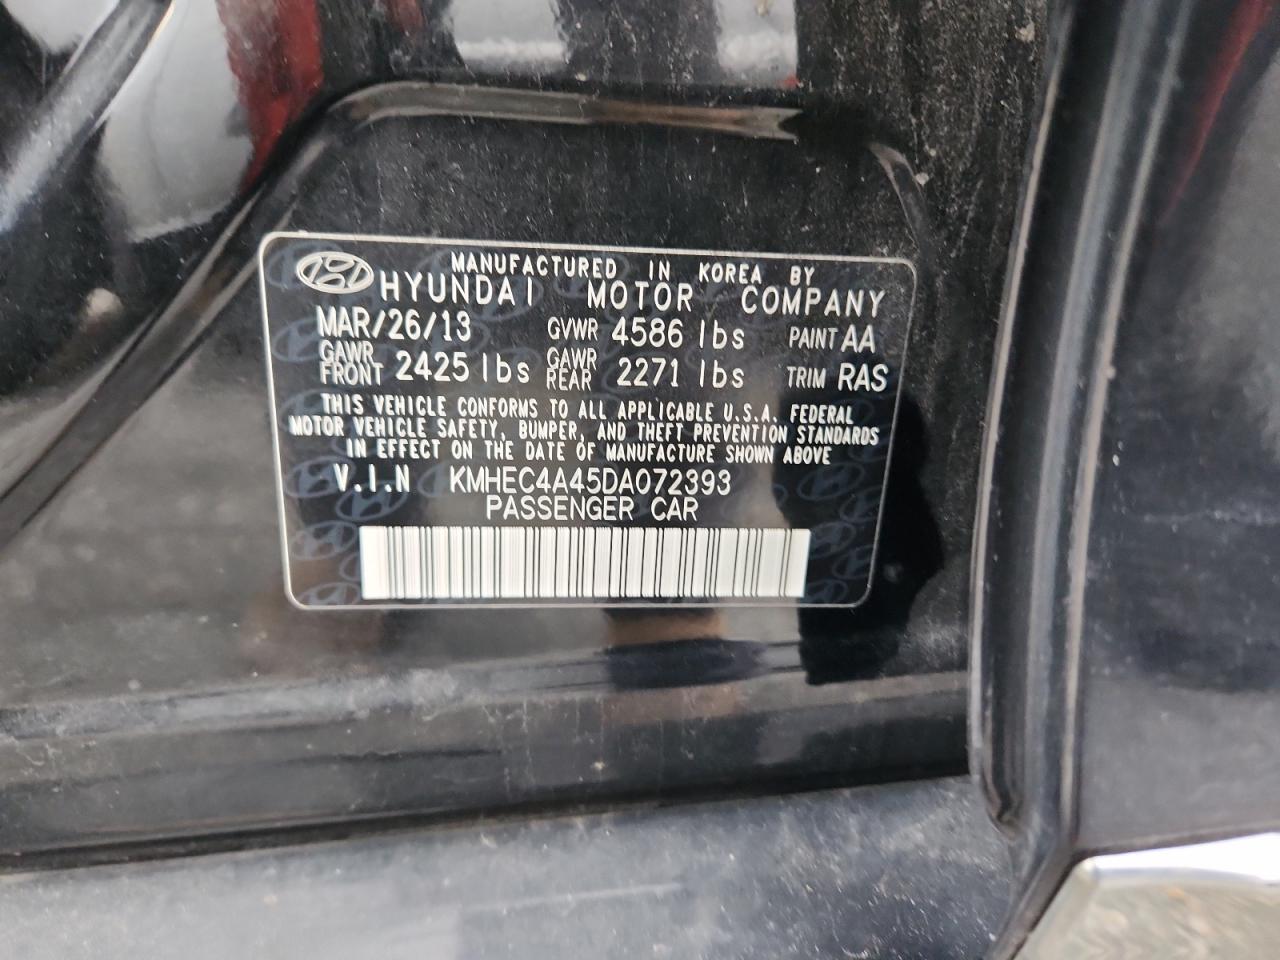 MANUFACTURED IN KOREA BY
HYUNDAI MOTOR COMPANY
MAR/26/13 GVWR 4586 lbs PAINT AA
GAWR FRONT 2425 lbs GAWR REAR 2271 lbs TRIM RAS
THIS VEHICLE CONFORMS TO ALL APPLICABLE U.S.A. FEDERAL
MOTOR VEHICLE SAFETY, BUMPER, AND THEFT PREVENTION STANDARDS
IN EFFECT ON THE DATE OF MANUFACTURE SHOWN ABOVE
V.I.N KMHEC4A45DA072393
PASSENGER CAR